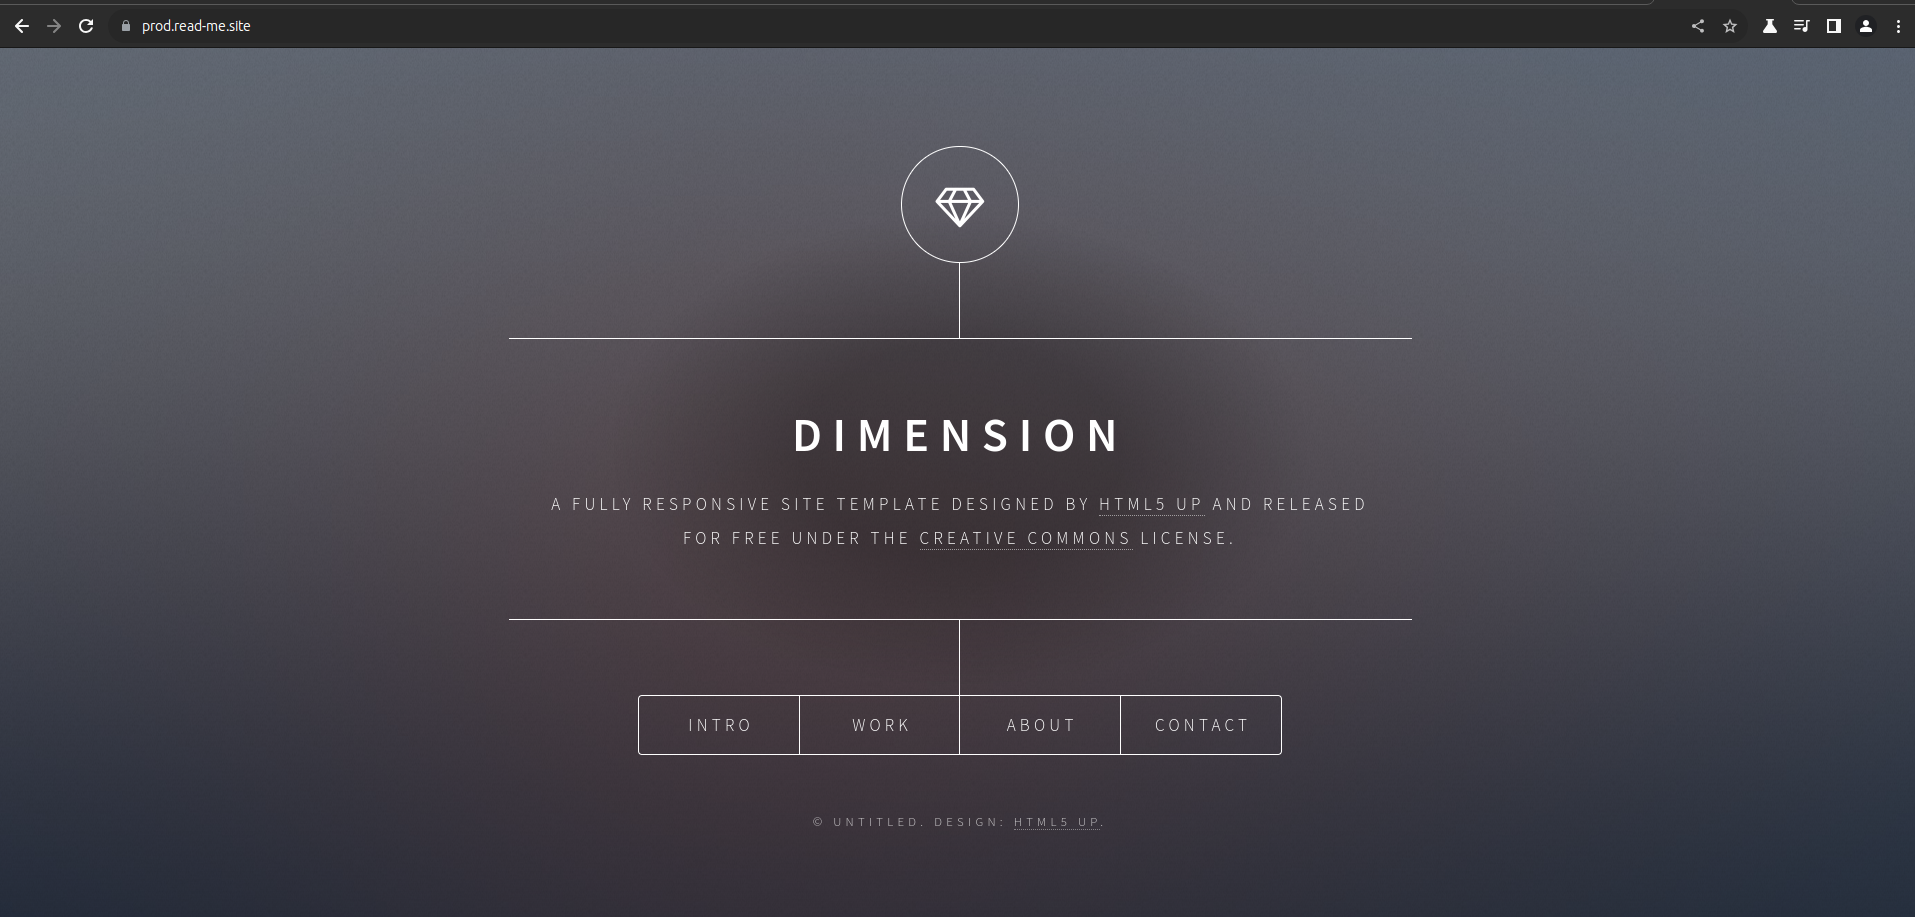 prod.read-me.site
DIMENSION
A FULLY RESPONSIVE SITE TEMPLATE DESIGNED BY HTML5 UP AND RELEASED
FOR FREE UNDER THE CREATIVE COMMONS LICENSE.
INTRO WORK ABOUT CONTACT
© UNTITLED. DESIGN: HTML5 UP.